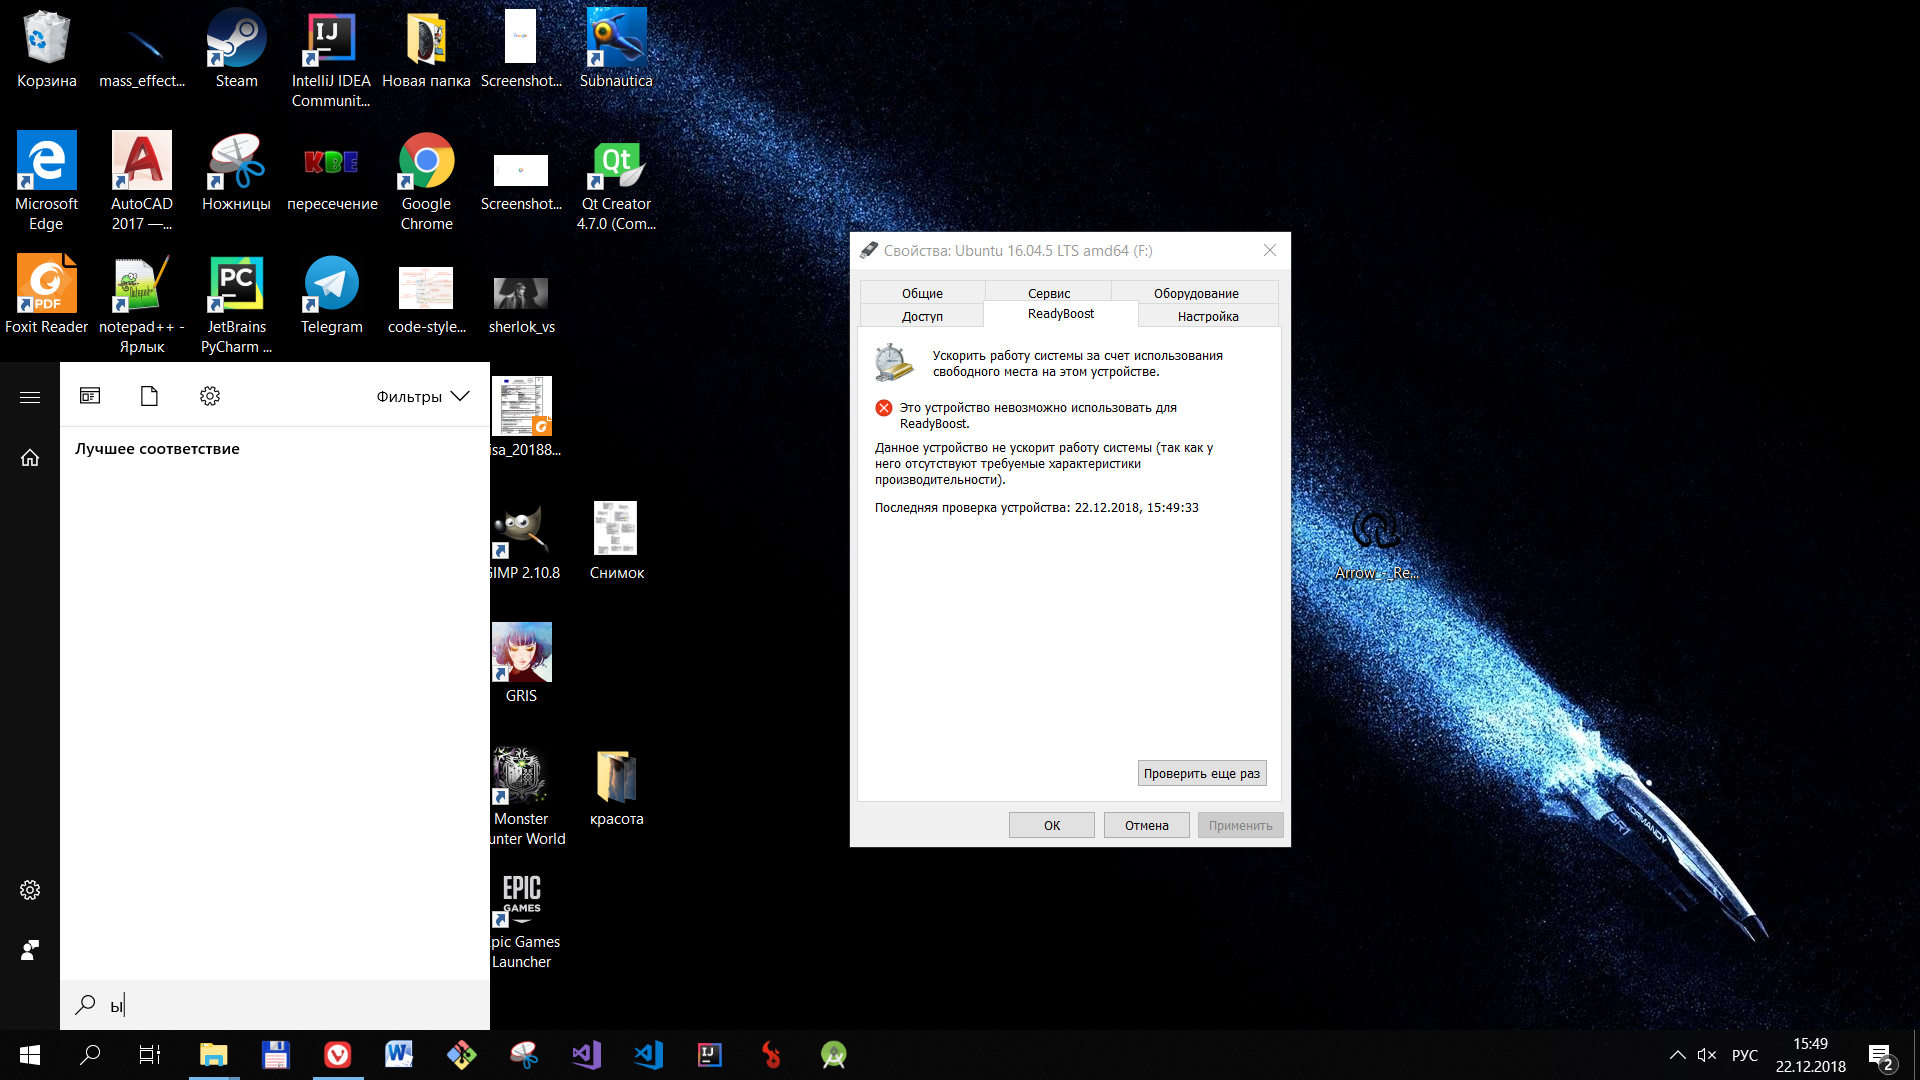 Корзина
mass_effect...
Steam
IntelliJ IDEA
Communit...
Новая папка
Screenshot...
Subnautica
Microsoft
Edge
AutoCAD
2017 —...
Ножницы
KBE
пересечение
Google
Chrome
Screenshot...
Qt Creator
4.7.0 (Com...
Foxit Reader
notepad++ -
Ярлык
JetBrains
PyCharm ...
Telegram
code-style...
sherlok_vs
Фильтры
Лучшее соответствие
isa_20188...
GIMP 2.10.8
Снимок
GRIS
Monster
unter World
красота
EPIC
GAMES
pic Games
Launcher
ы
Свойства: Ubuntu 16.04.5 LTS amd64 (F:)
Общие
Сервис
Оборудование
Доступ
ReadyBoost
Настройка
Ускорить работу системы за счет использования
свободного места на этом устройстве.
Это устройство невозможно использовать для
ReadyBoost.
Данное устройство не ускорит работу системы (так как у
него отсутствуют требуемые характеристики
производительности).
Последняя проверка устройства: 22.12.2018, 15:49:33
Проверить еще раз
ОК
Отмена
Применить
Arrow_-_Re...
NORMANDY
SR1
РУС
15:49
22.12.2018
2